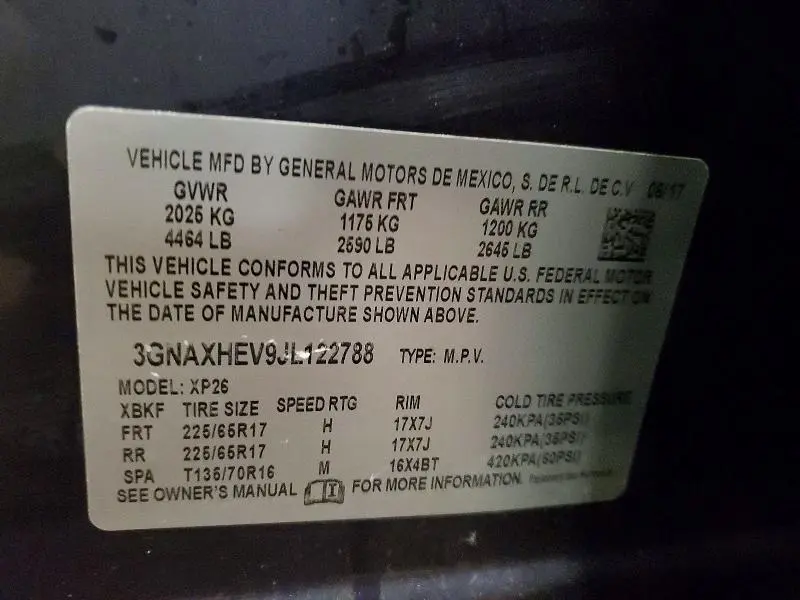 VEHICLE MFD BY GENERAL MOTORS DE MEXICO, S. DE R.L. DE C.V 06/17
GVWR GAWR FRT GAWR RR
2025 KG 1175 KG 1200 KG
4464 LB 2590 LB 2645 LB
THIS VEHICLE CONFORMS TO ALL APPLICABLE U.S. FEDERAL MOTOR
VEHICLE SAFETY AND THEFT PREVENTION STANDARDS IN EFFECT ON
THE DATE OF MANUFACTURE SHOWN ABOVE.
3GNAXHEV9JL122788 TYPE: M.P.V.
MODEL: XP26
XBKF TIRE SIZE SPEED RTG RIM COLD TIRE PRESSURE
FRT 225/65R17 H 17X7J 240KPA(35PSI)
RR 225/65R17 H 17X7J 240KPA(35PSI)
SPA T135/70R16 M 16X4BT 420KPA(60PSI)
SEE OWNER'S MANUAL FOR MORE INFORMATION.